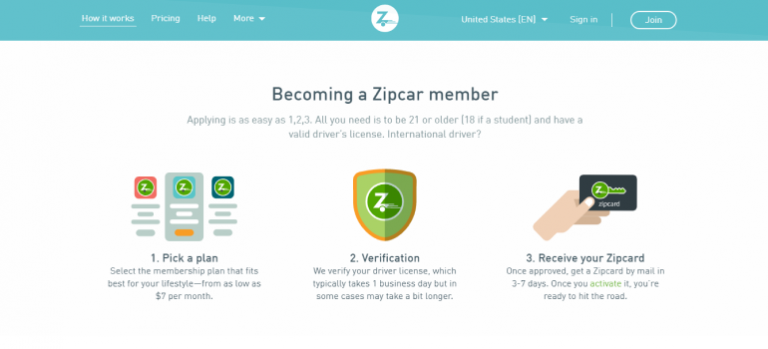 How it works Pricing Help More Z United States [EN] Sign in Join
Becoming a Zipcar member
Applying is as easy as 1,2,3. All you need is to be 21 or older (18 if a student) and have a
valid driver's license. International driver?
Z Z Z
Z
Z
zipcard
1. Pick a plan
Select the membership plan that fits
best for your lifestyle—from as low as
$7 per month.
2. Verification
We verify your driver license, which
typically takes 1 business day but in
some cases may take a bit longer.
3. Receive your Zipcard
Once approved, get a Zipcard by mail in
3-7 days. Once you activate it, you're
ready to hit the road.